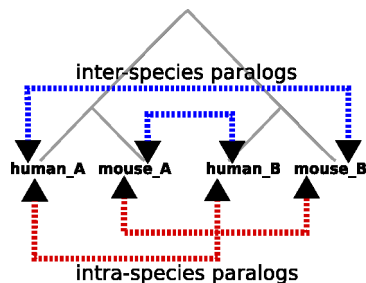 inter-species paralogs
human_A mouse_A human_B mouse_B
intra-species paralogs